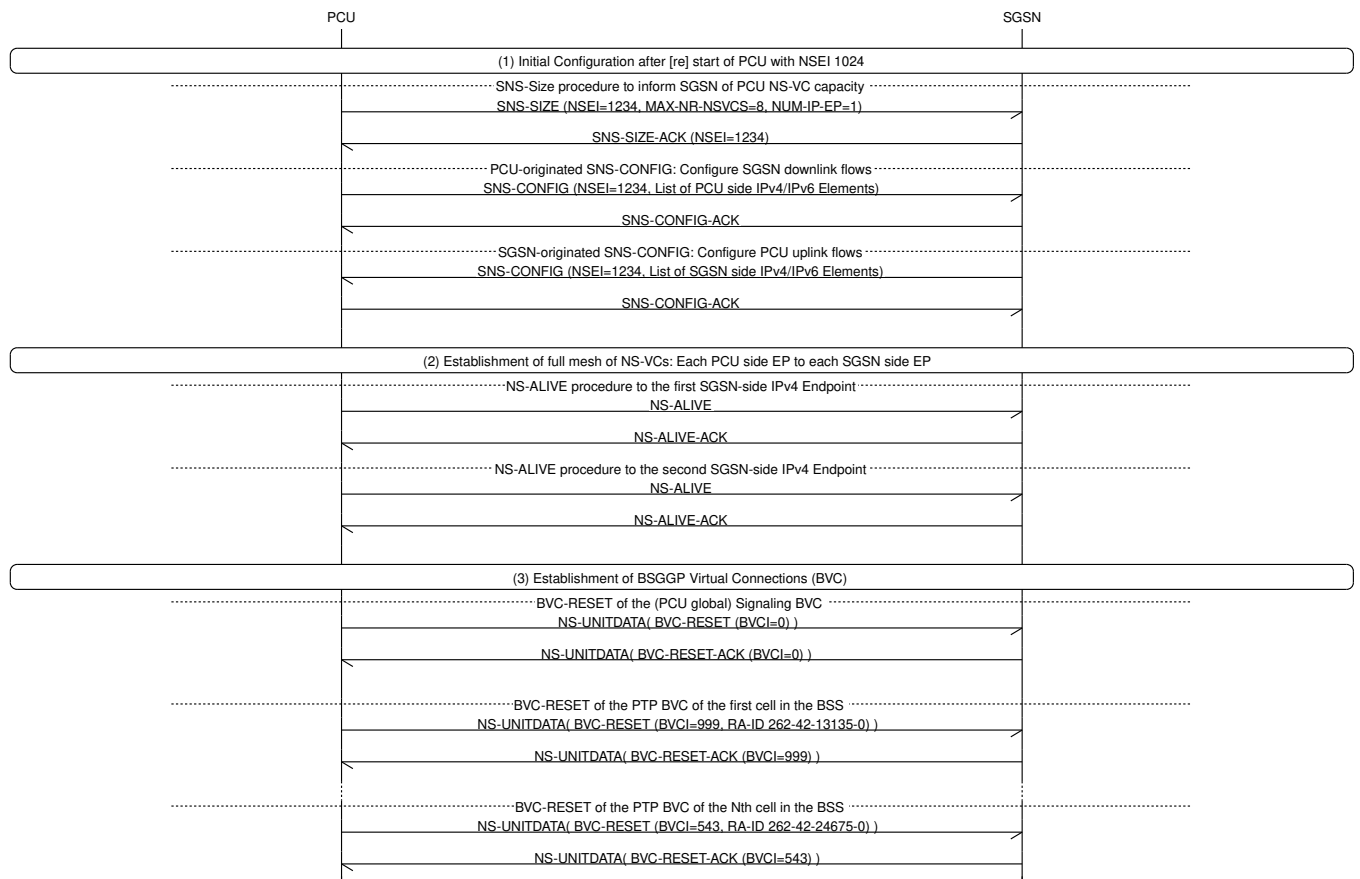 PCU SGSN
(1) Initial Configuration after [re] start of PCU with NSEI 1024
SNS-Size procedure to inform SGSN of PCU NS-VC capacity
SNS-SIZE (NSEI=1234, MAX-NR-NSVCS=8, NUM-IP-EP=1)
SNS-SIZE-ACK (NSEI=1234)
PCU-originated SNS-CONFIG: Configure SGSN downlink flows
SNS-CONFIG (NSEI=1234, List of PCU side IPv4/IPv6 Elements)
SNS-CONFIG-ACK
SGSN-originated SNS-CONFIG: Configure PCU uplink flows
SNS-CONFIG (NSEI=1234, List of SGSN side IPv4/IPv6 Elements)
SNS-CONFIG-ACK
(2) Establishment of full mesh of NS-VCs: Each PCU side EP to each SGSN side EP
NS-ALIVE procedure to the first SGSN-side IPv4 Endpoint
NS-ALIVE
NS-ALIVE-ACK
NS-ALIVE procedure to the second SGSN-side IPv4 Endpoint
NS-ALIVE
NS-ALIVE-ACK
(3) Establishment of BSGGP Virtual Connections (BVC)
BVC-RESET of the (PCU global) Signaling BVC
NS-UNITDATA( BVC-RESET (BVCI=0) )
NS-UNITDATA( BVC-RESET-ACK (BVCI=0) )
BVC-RESET of the PTP BVC of the first cell in the BSS
NS-UNITDATA( BVC-RESET (BVCI=999, RA-ID 262-42-13135-0) )
NS-UNITDATA( BVC-RESET-ACK (BVCI=999) )
BVC-RESET of the PTP BVC of the Nth cell in the BSS
NS-UNITDATA( BVC-RESET (BVCI=543, RA-ID 262-42-24675-0) )
NS-UNITDATA( BVC-RESET-ACK (BVCI=543) )